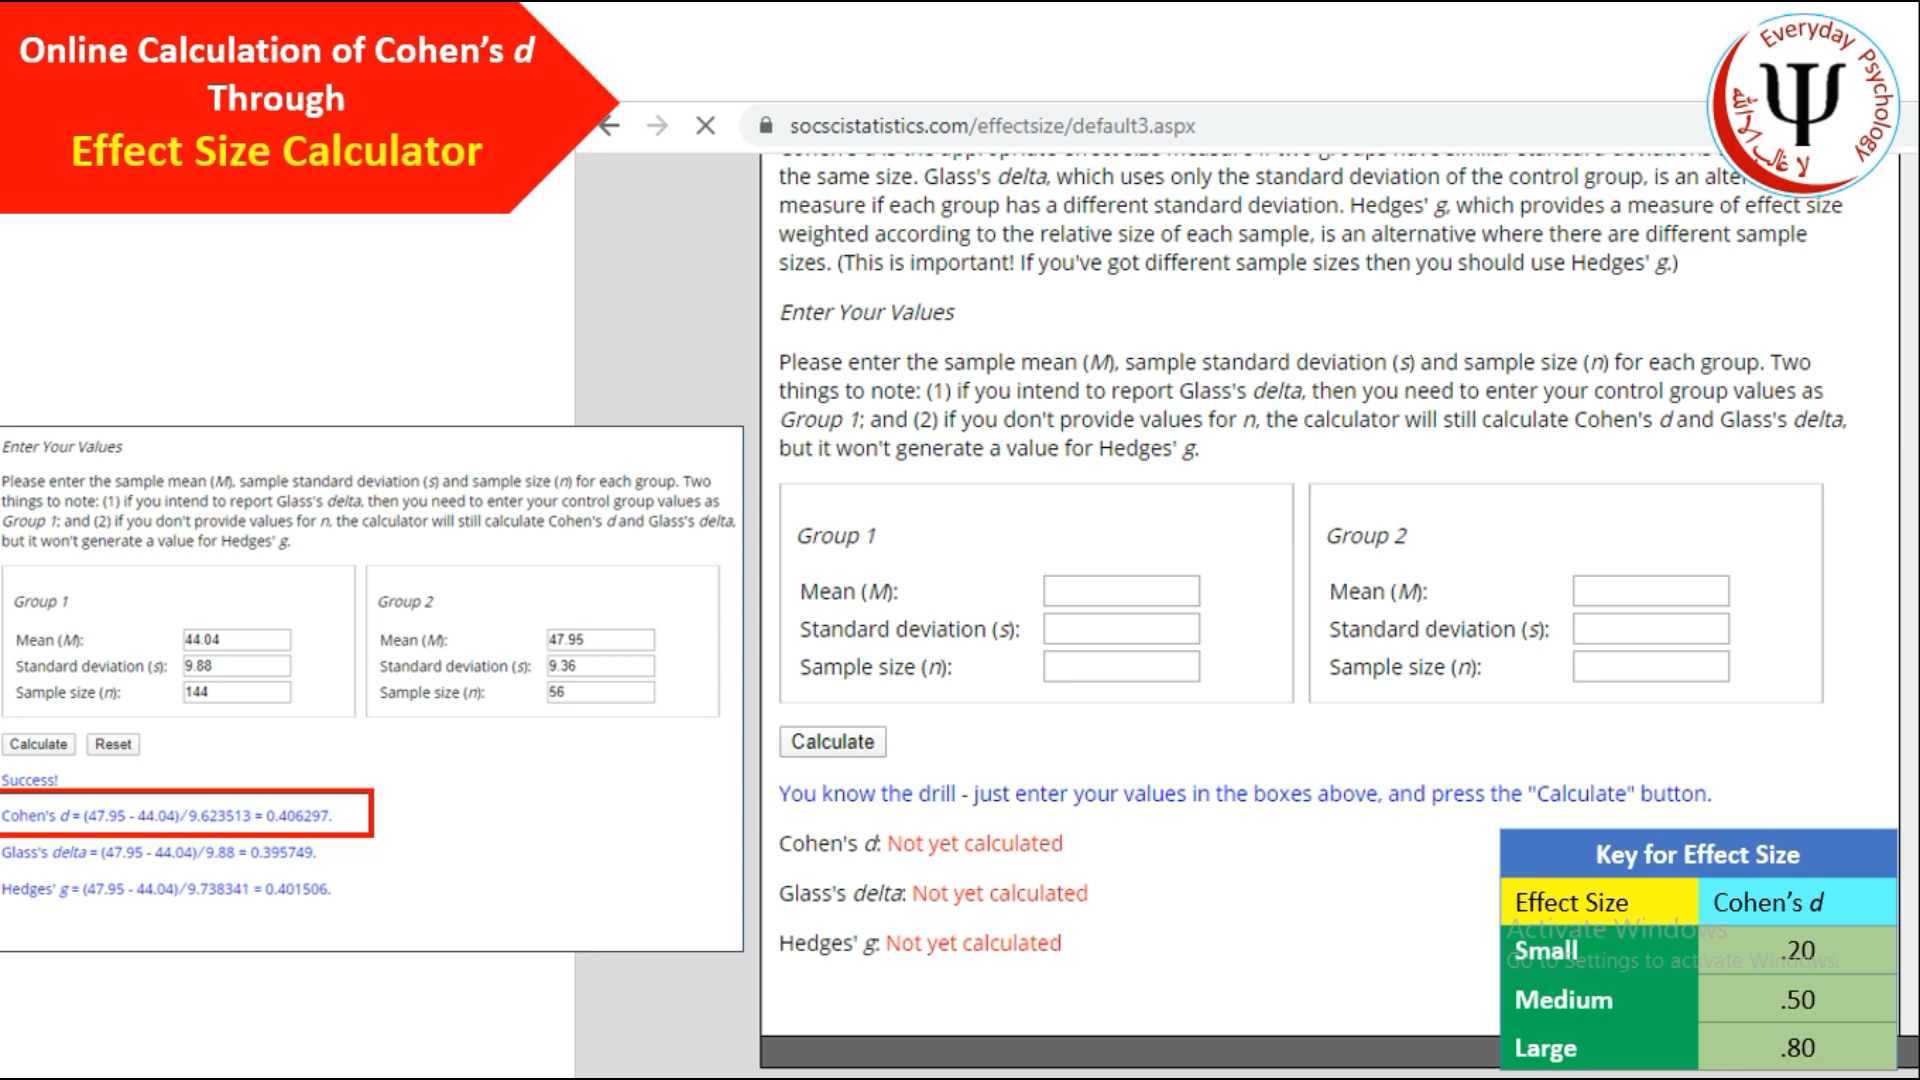 Online Calculation of Cohen’s d
Through
Effect Size Calculator
Everyday Psychology
socscistatistics.com/effectsize/default3.aspx
the same size. Glass's delta, which uses only the standard deviation of the control group, is an
measure if each group has a different standard deviation. Hedges' g, which provides a measure of effect size
weighted according to the relative size of each sample, is an alternative where there are different sample
sizes. (This is important! If you've got different sample sizes then you should use Hedges' g.)
Enter Your Values
Please enter the sample mean (M), sample standard deviation (s) and sample size (n) for each group. Two
things to note: (1) if you intend to report Glass's delta, then you need to enter your control group values as
Group 1; and (2) if you don't provide values for n, the calculator will still calculate Cohen's d and Glass's delta,
but it won't generate a value for Hedges' g.
Group 1
Mean (M):
Standard deviation (s):
Sample size (n):
Group 2
Mean (M):
Standard deviation (s):
Sample size (n):
Calculate
You know the drill - just enter your values in the boxes above, and press the "Calculate" button.
Cohen's d: Not yet calculated
Glass's delta: Not yet calculated
Hedges' g: Not yet calculated
Enter Your Values
Please enter the sample mean (M), sample standard deviation (s) and sample size (n) for each group. Two
things to note: (1) if you intend to report Glass's delta, then you need to enter your control group values as
Group 1; and (2) if you don't provide values for n, the calculator will still calculate Cohen's d and Glass's delta,
but it won't generate a value for Hedges' g.
Group 1
Mean (M): 44.04
Standard deviation (s): 9.88
Sample size (n): 144
Group 2
Mean (M): 47.95
Standard deviation (s): 9.36
Sample size (n): 56
Calculate Reset
Success!
Cohen's d = (47.95 - 44.04)/9.623513 = 0.406297.
Glass's delta = (47.95 - 44.04)/9.88 = 0.395749.
Hedges' g = (47.95 - 44.04)/9.738341 = 0.401506.
Key for Effect Size
Effect Size Cohen’s d
Small .20
Medium .50
Large .80
Activate Windows
Go to Settings to activate Windows.